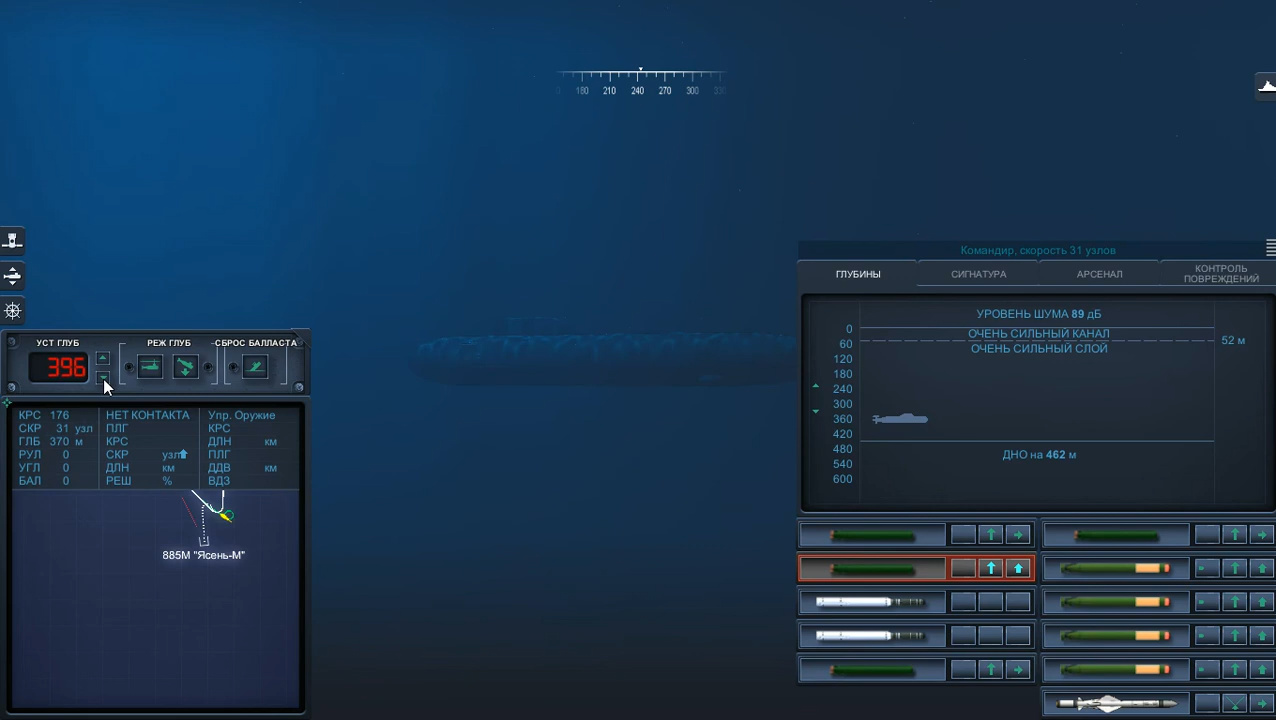 180 210 240 270 300 330
Командир, скорость 31 узлов
ГЛУБИНЫ
СИГНАТУРА
АРСЕНАЛ
КОНТРОЛЬ
ПОВРЕЖДЕНИЙ
УРОВЕНЬ ШУМА 89 дБ
0
ОЧЕНЬ СИЛЬНЫЙ КАНАЛ
60
52 м
ОЧЕНЬ СИЛЬНЫЙ СЛОЙ
120
180
240
300
360
420
480
ДНО на 462 м
540
600
УСТ ГЛУБ
РЕЖ ГЛУБ
СБРОС БАЛЛАСТА
396
КРС 176
СКР 31 узл
ГЛБ 370 м
РУЛ 0
УГЛ 0
БАЛ 0
НЕТ КОНТАКТА
ПЛГ
КРС
СКР узл
ДЛН км
РЕШ %
Упр. Оружие
КРС
ДЛН км
ПЛГ
ДДВ км
ВДЗ
885М "Ясень-М"